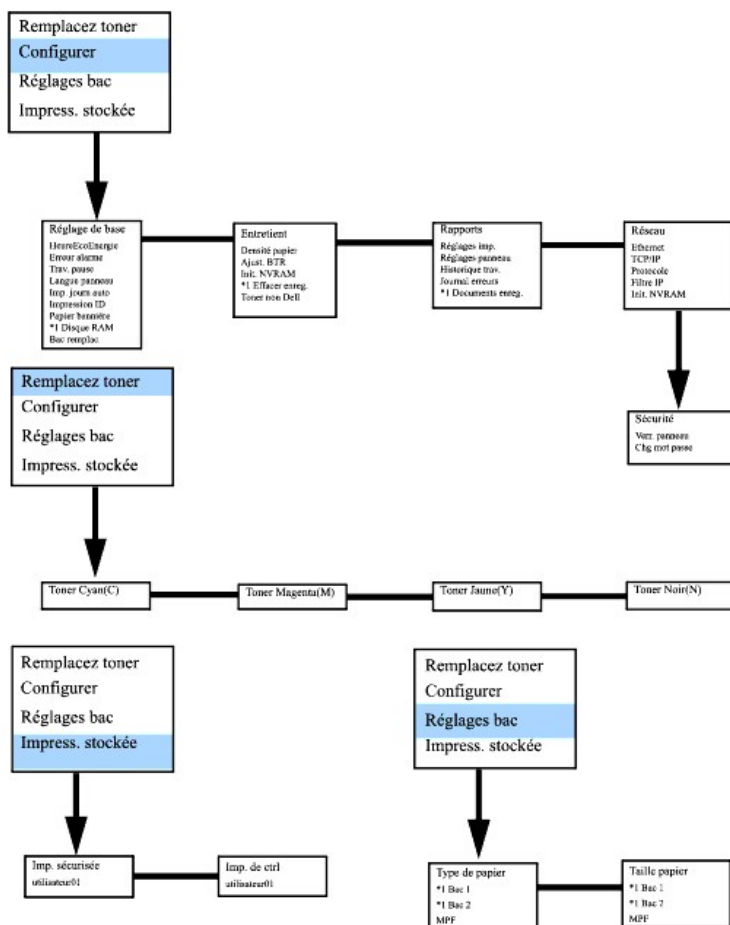 Remplacez toner
Configurer
Réglages bac
Impress. stockée
Réglage de base
HeureEcoEnergie
Erreur alarme
Trav. pause
Langue panneau
Imp. journ auto
Impression ID
Papier bannière
*1 Disque RAM
Bac remplac
Entretient
Densité papier
Ajust. BTR
Init. NVRAM
*1 Effacer enreg.
Toner non Dell
Rapports
Réglages imp.
Réglages panneau
Historique trav.
Journal erreurs
*1 Documents enreg.
Réseau
Ethernet
TCP/IP
Protocole
Filtre IP
Init. NVRAM
Sécurité
Verr. panneau
Chg mot passe
Remplacez toner
Configurer
Réglages bac
Impress. stockée
Toner Cyan(C)
Toner Magenta(M)
Toner Jaune(Y)
Toner Noir(N)
Remplacez toner
Configurer
Réglages bac
Impress. stockée
Imp. sécurisée
utilisateur01
Imp. de ctrl
utilisateur01
Remplacez toner
Configurer
Réglages bac
Impress. stockée
Type de papier
*1 Bac 1
*1 Bac 2
MPF
Taille papier
*1 Bac 1
*1 Bac 2
MPF